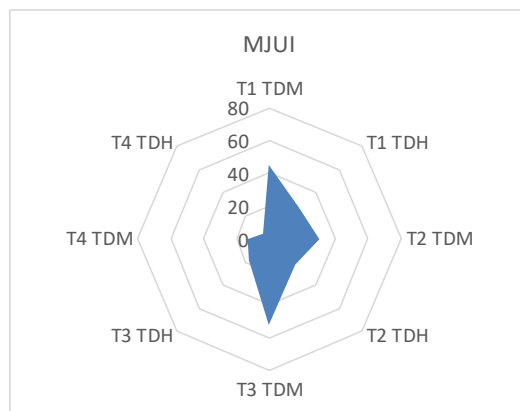 MJUI
T1 TDM
80
T4 TDH
T1 TDH
60
40
20
T4 TDM
0
T2 TDM
T3 TDH
T2 TDH
T3 TDM